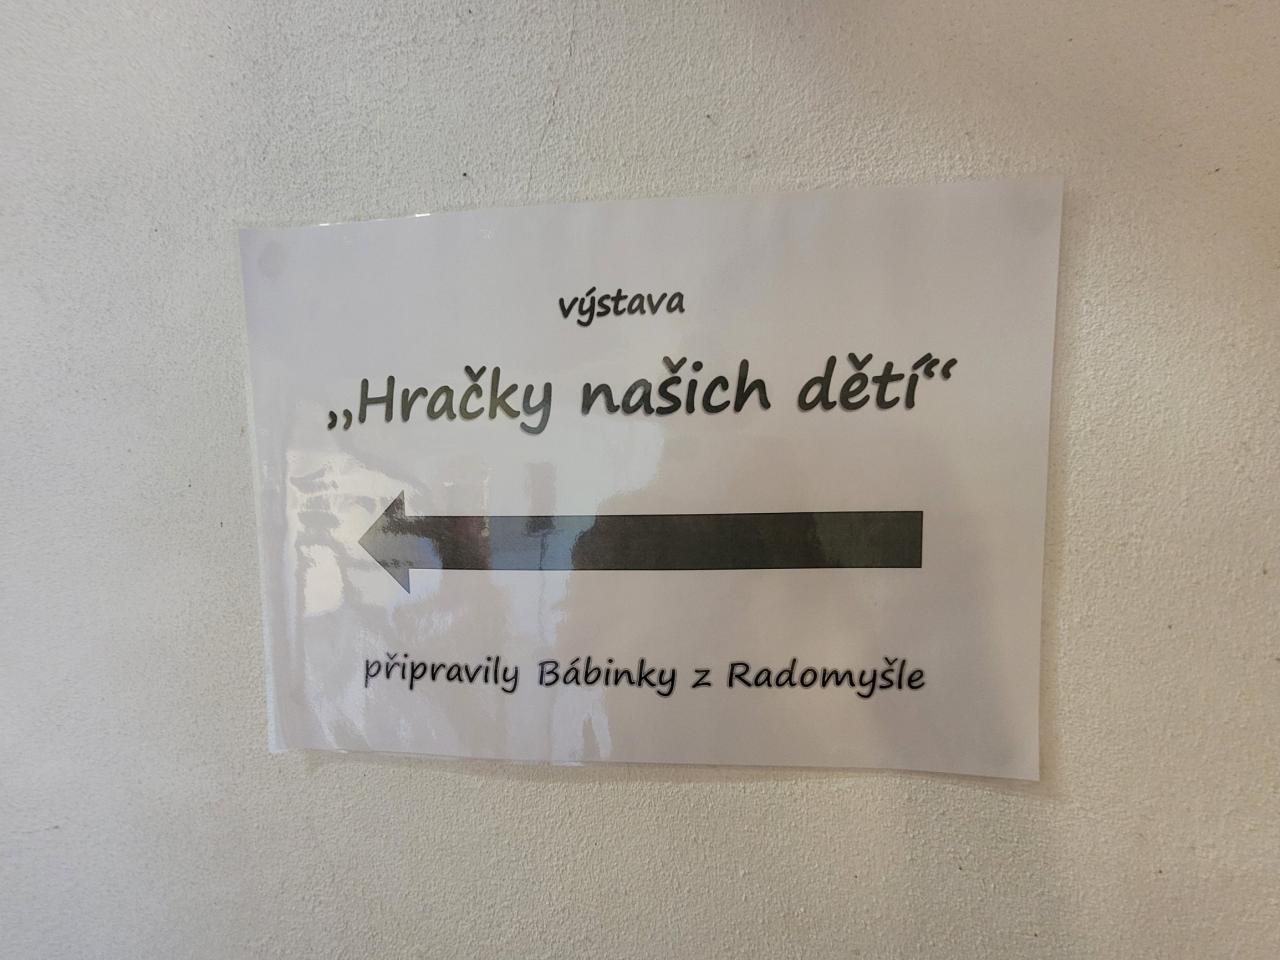 výstava
„Hračky našich dětí“
připravily Bábinky z Radomyšle